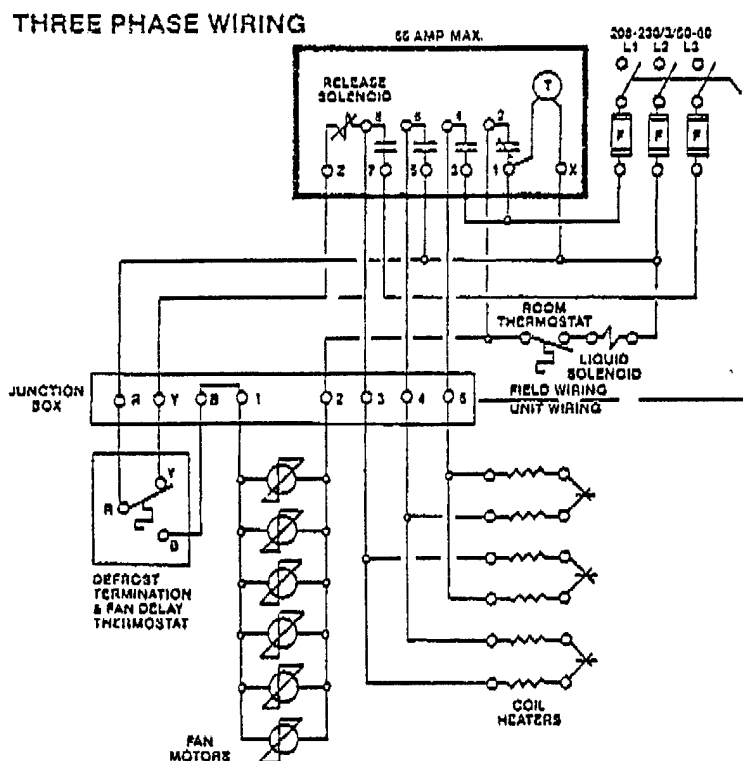 THREE PHASE WIRING
65 AMP MAX.
208-230/3/50-60
L1 L2 L3
RELEASE
SOLENOID
T
8 6 4 2
F F F
Z 7 5 3 1 X
ROOM
THERMOSTAT
LIQUID
SOLENOID
JUNCTION
BOX
FIELD WIRING
UNIT WIRING
R Y B 1 2 3 4 5
Y
R
B
DEFROST
TERMINATION
& FAN DELAY
THERMOSTAT
FAN
MOTORS
COIL
HEATERS